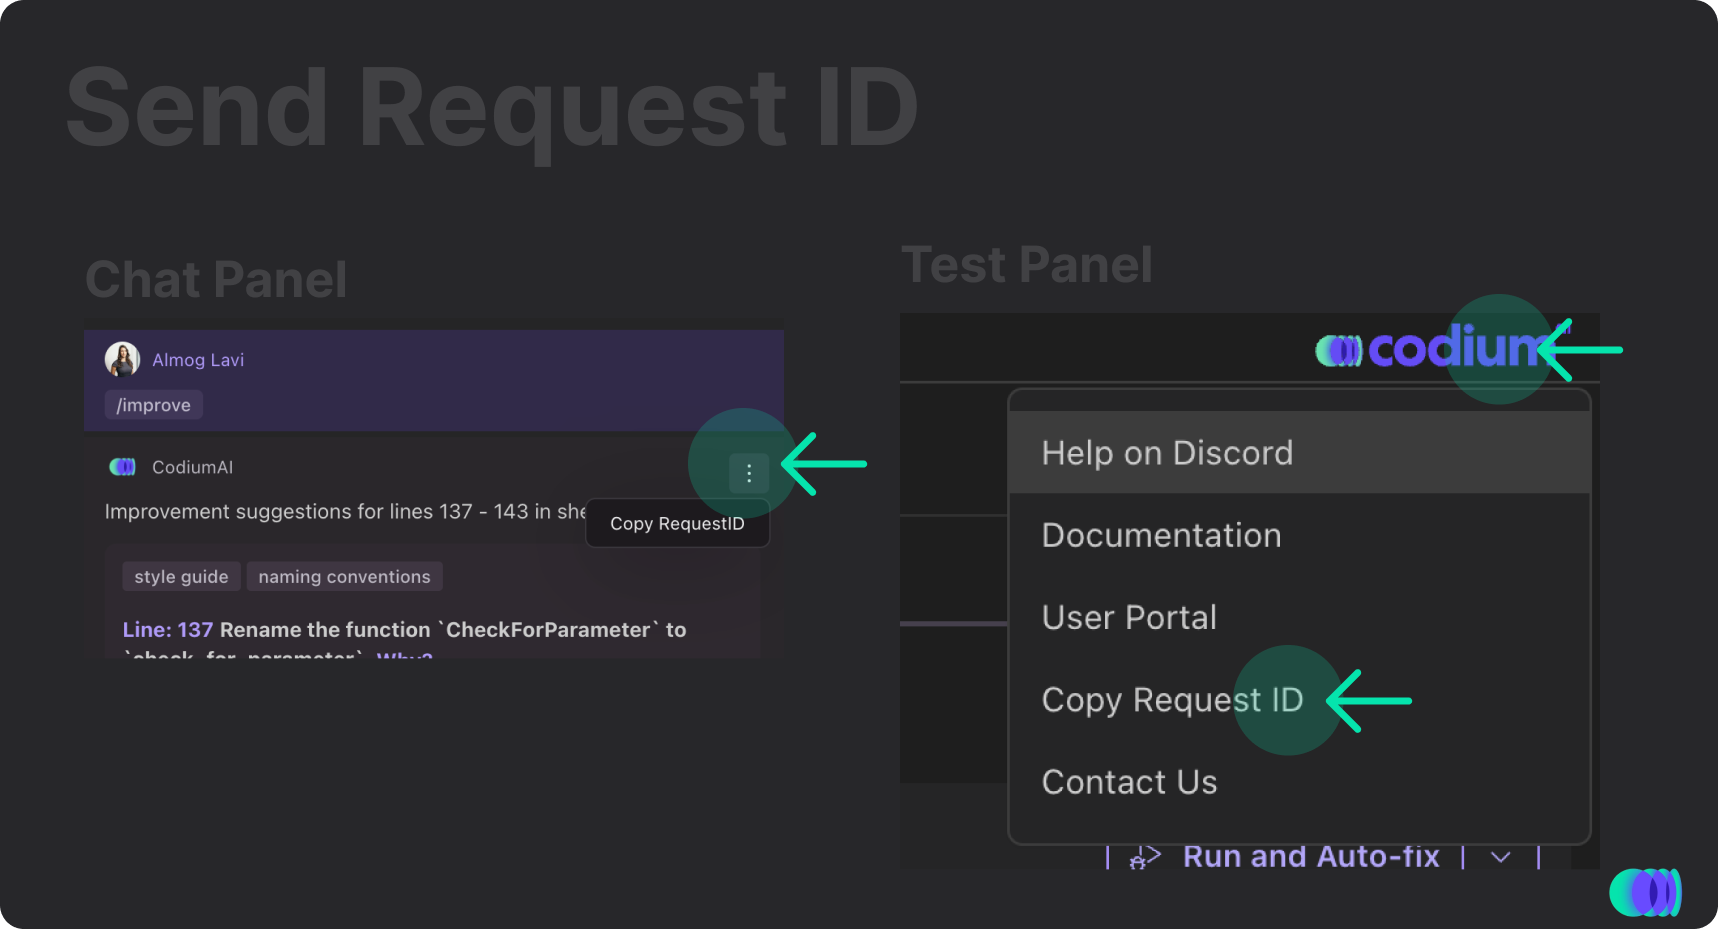 Send Request ID
Chat Panel
Almog Lavi
/improve
CodiumAI
Improvement suggestions for lines 137 - 143 in she
Copy RequestID
style guide
naming conventions
Line: 137 Rename the function `CheckForParameter` to
`check_for_parameter`. Why?
Test Panel
codium
Help on Discord
Documentation
User Portal
Copy Request ID
Contact Us
Run and Auto-fix